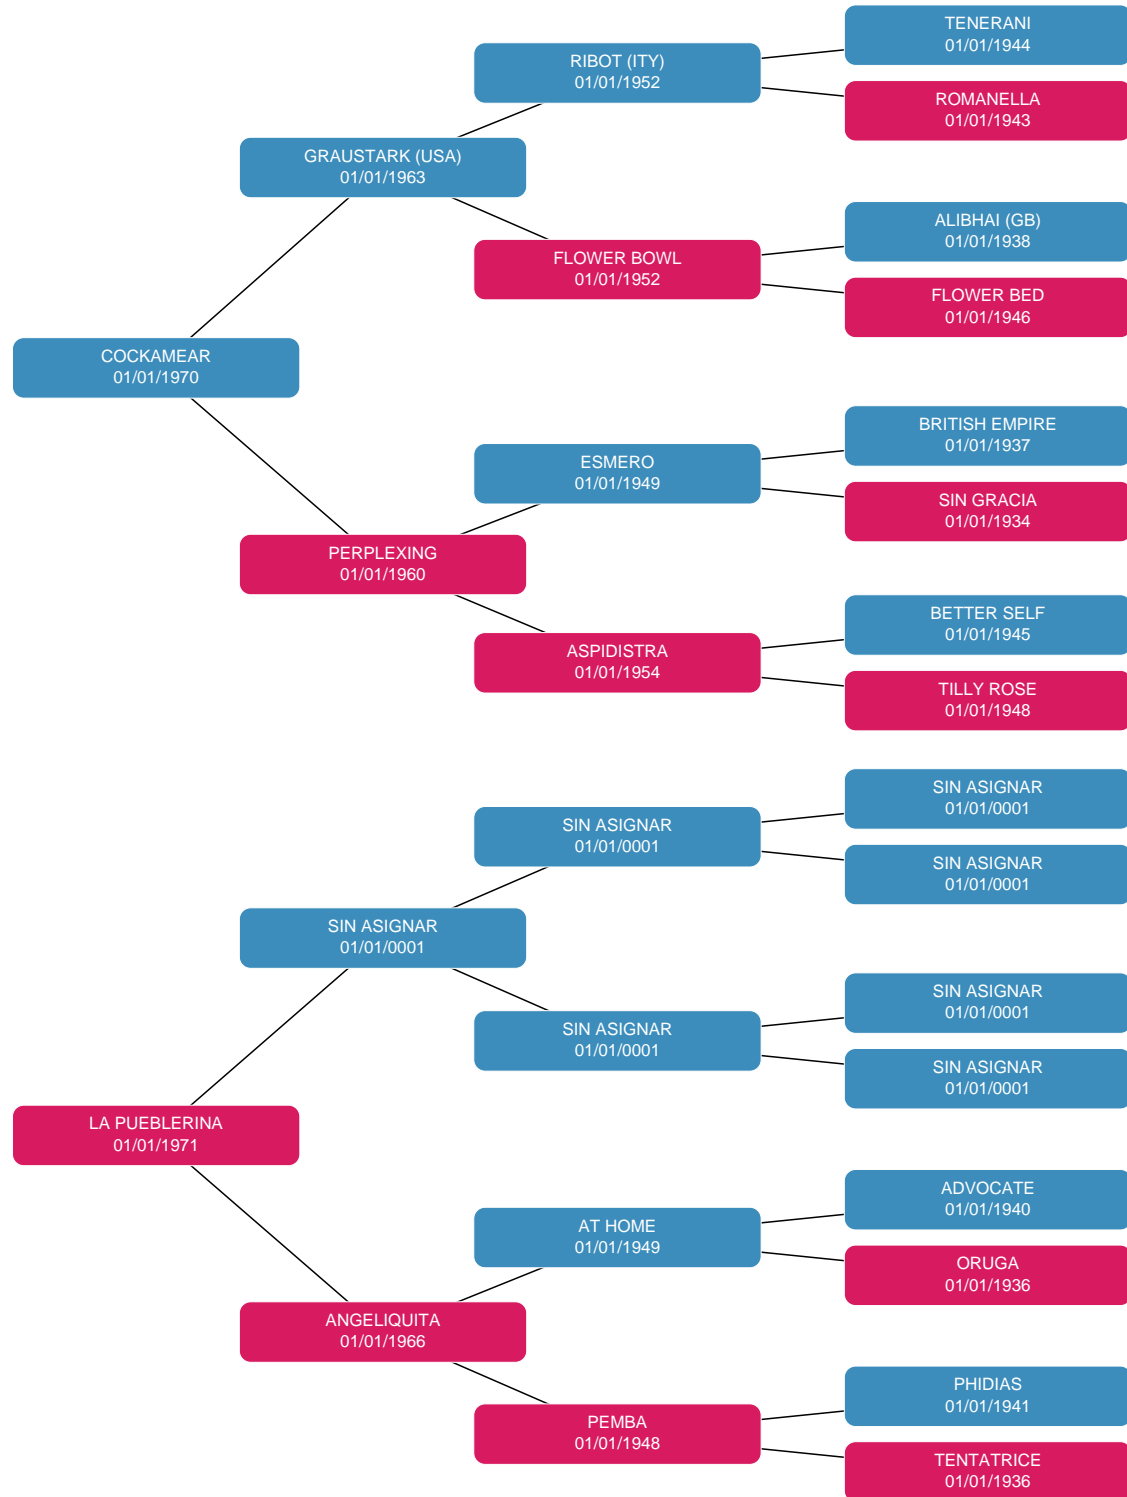 TENERANI
01/01/1944
RIBOT (ITY)
01/01/1952
ROMANELLA
01/01/1943
GRAUSTARK (USA)
01/01/1963
ALIBHAI (GB)
01/01/1938
FLOWER BOWL
01/01/1952
FLOWER BED
01/01/1946
COCKAMEAR
01/01/1970
BRITISH EMPIRE
01/01/1937
ESMERO
01/01/1949
SIN GRACIA
01/01/1934
PERPLEXING
01/01/1960
BETTER SELF
01/01/1945
ASPIDISTRA
01/01/1954
TILLY ROSE
01/01/1948
SIN ASIGNAR
01/01/0001
SIN ASIGNAR
01/01/0001
SIN ASIGNAR
01/01/0001
SIN ASIGNAR
01/01/0001
SIN ASIGNAR
01/01/0001
SIN ASIGNAR
01/01/0001
SIN ASIGNAR
01/01/0001
LA PUEBLERINA
01/01/1971
ADVOCATE
01/01/1940
AT HOME
01/01/1949
ORUGA
01/01/1936
ANGELIQUITA
01/01/1966
PHIDIAS
01/01/1941
PEMBA
01/01/1948
TENTATRICE
01/01/1936